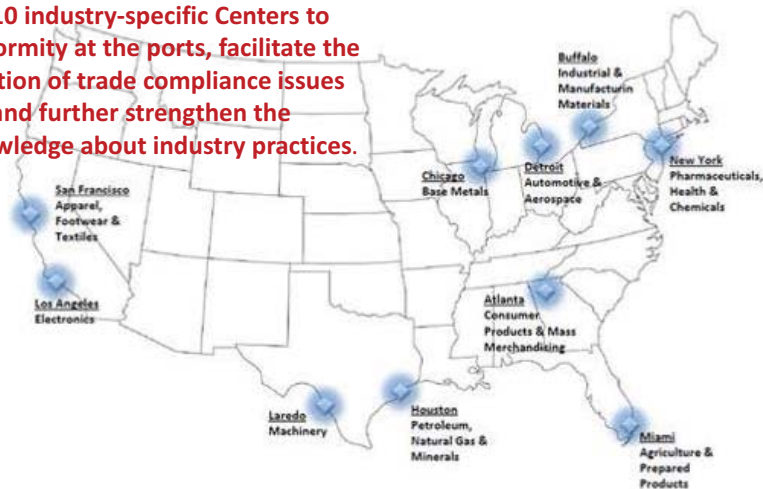 10 industry-specific Centers to
ormity at the ports, facilitate the
tion of trade compliance issues
and further strengthen the
wledge about industry practices.
Buffalo
Industrial &
Manufacturin
Materials
New York
Pharmaceuticals,
Health &
Chemicals
Detroit
Automotive &
Aerospace
Chicago
Base Metals
San Francisco
Apparel,
Footwear &
Textiles
Los Angeles
Electronics
Atlanta
Consumer
Products & Mass
Merchandising
Laredo
Machinery
Houston
Petroleum,
Natural Gas &
Minerals
Miami
Agriculture &
Prepared
Products